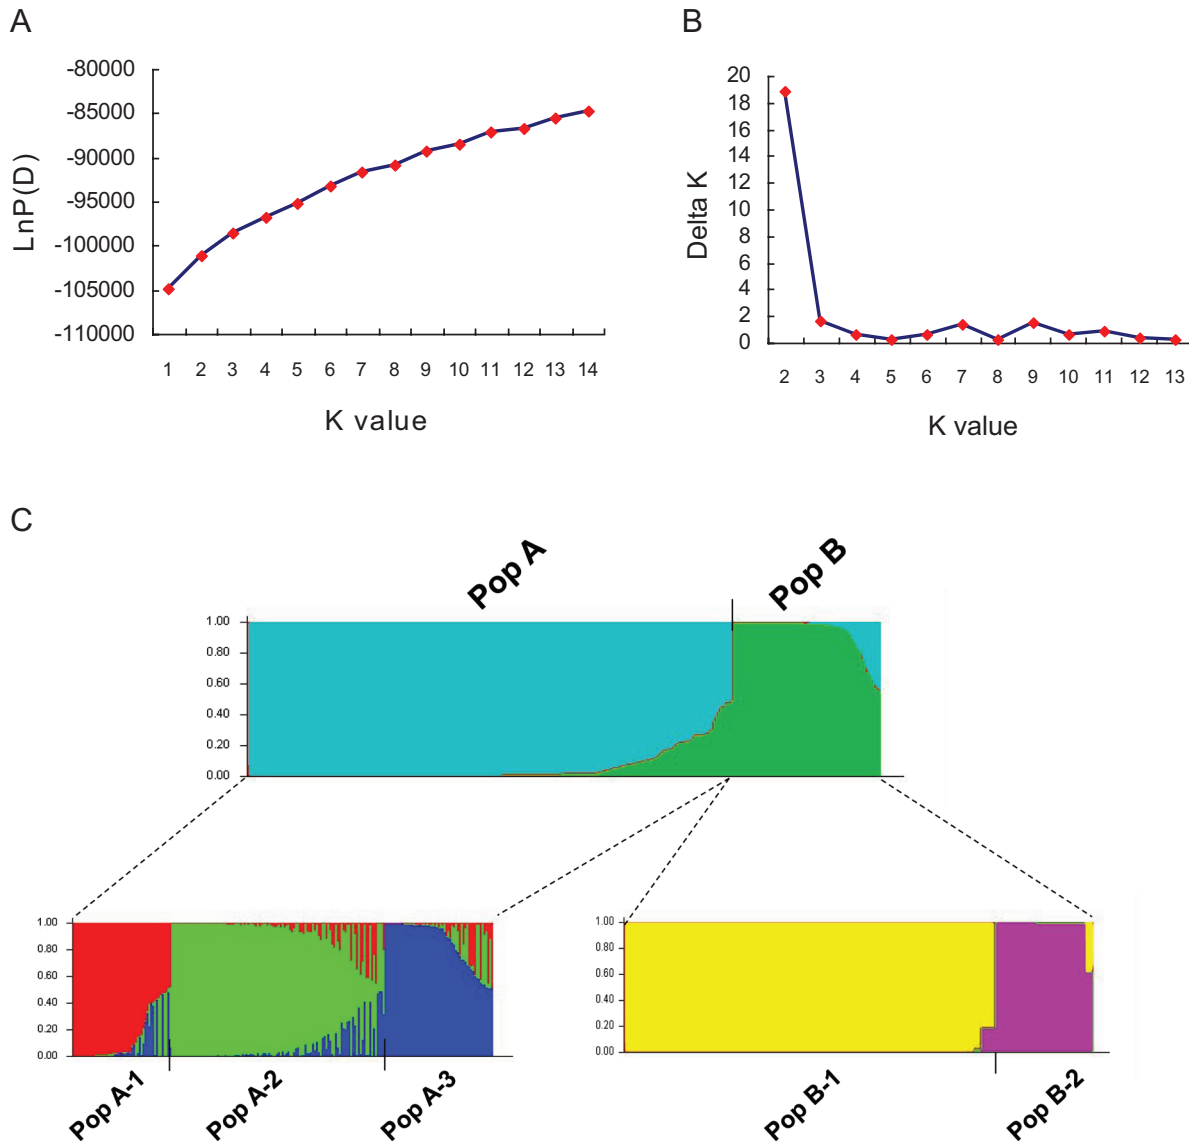 A
B
-80000
-85000
-90000
-95000
-100000
-105000
-110000
LnP(D)
1 2 3 4 5 6 7 8 9 10 11 12 13 14
K value
20
18
16
14
12
10
8
6
4
2
0
Delta K
2 3 4 5 6 7 8 9 10 11 12 13
K value
C
Pop A
Pop B
1.00
0.80
0.60
0.40
0.20
0.00
1.00
0.80
0.60
0.40
0.20
0.00
Pop A-1
Pop A-2
Pop A-3
1.00
0.80
0.60
0.40
0.20
0.00
Pop B-1
Pop B-2